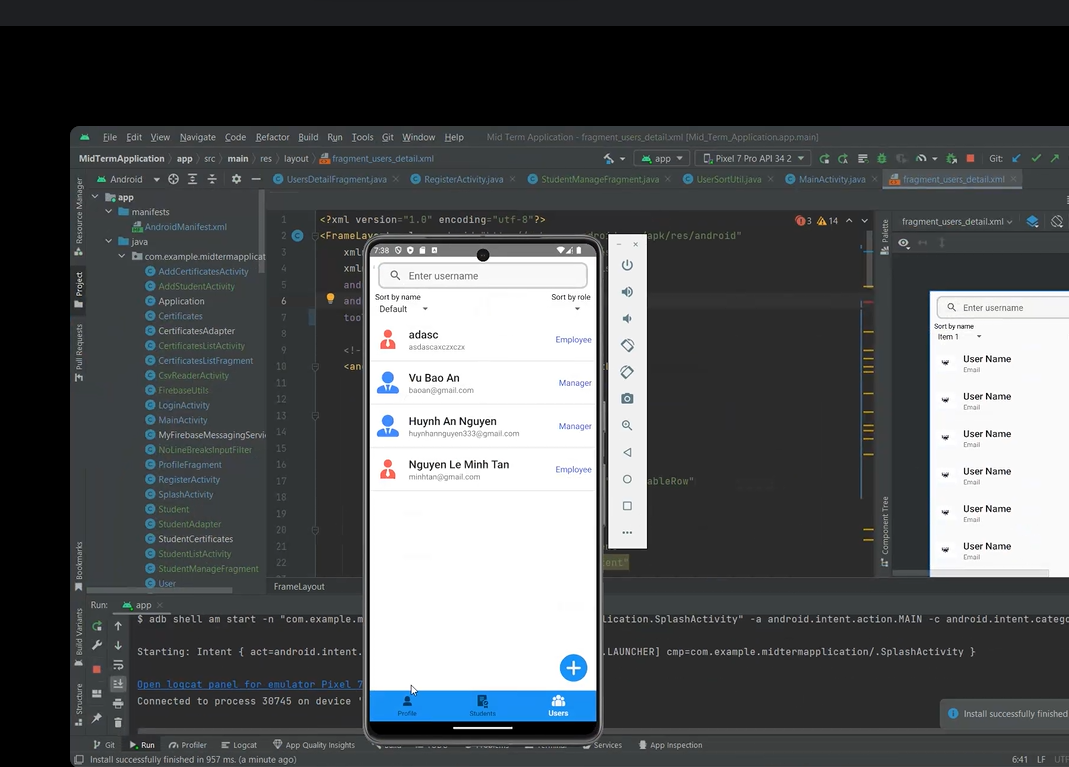 File Edit View Navigate Code Refactor Build Run Tools Git Window Help Mid Term Application - fragment_users_detail.xml [Mid_Term_Application.app.main]
MidTermApplication app src main res layout fragment_users_detail.xml app Pixel 7 Pro API 34 2 Git:
Android UsersDetailFragment.java RegisterActivity.java StudentManageFragment.java UserSortUtil.java MainActivity.java fragment_users_detail.xml
Resource Manager
Project
Pull Requests
Bookmarks
Build Variants
Structure
app
manifests
AndroidManifest.xml
java
com.example.midtermapplicat
AddCertificatesActivity
AddStudentActivity
Application
Certificates
CertificatesAdapter
CertificatesListActivity
CertificatesListFragment
CsvReaderActivity
FirebaseUtils
LoginActivity
MainActivity
MyFirebaseMessagingServi
NoLineBreaksInputFilter
ProfileFragment
RegisterActivity
SplashActivity
Student
StudentAdapter
StudentCertificates
StudentListActivity
StudentManageFragment
User
1 <?xml version="1.0" encoding="utf-8"?>
3 14
2 <FrameLayout
apk/res/android"
3 xml
4 xml
5 and
6 and
7 too
8
9 <!-
10 <an
11
12
13
14
15
16
17 ableRow"
18
19
20
21
22
FrameLayout
7:38
Enter username
Sort by name Sort by role
Default
adasc
asdascaxczxczx
Employee
Vu Bao An
baoan@gmail.com
Manager
Huynh An Nguyen
huynhannguyen333@gmail.com
Manager
Nguyen Le Minh Tan
minhtan@gmail.com
Employee
Profile Students Users
Palette
Component Tree
fragment_users_detail.xml
Enter username
Sort by name
Item 1
User Name
Email
User Name
Email
User Name
Email
User Name
Email
User Name
Email
User Name
Email
Run: app
$ adb shell am start -n "com.example.m lication.SplashActivity" -a android.intent.action.MAIN -c android.intent.catego
Starting: Intent { act=android.intent. .LAUNCHER] cmp=com.example.midtermapplication/.SplashActivity }
Open logcat panel for emulator Pixel 7
Connected to process 30745 on device '
Install successfully finished
Git Run Profiler Logcat App Quality Insights Services App Inspection
Install successfully finished in 957 ms. (a minute ago) 6:41 LF UT